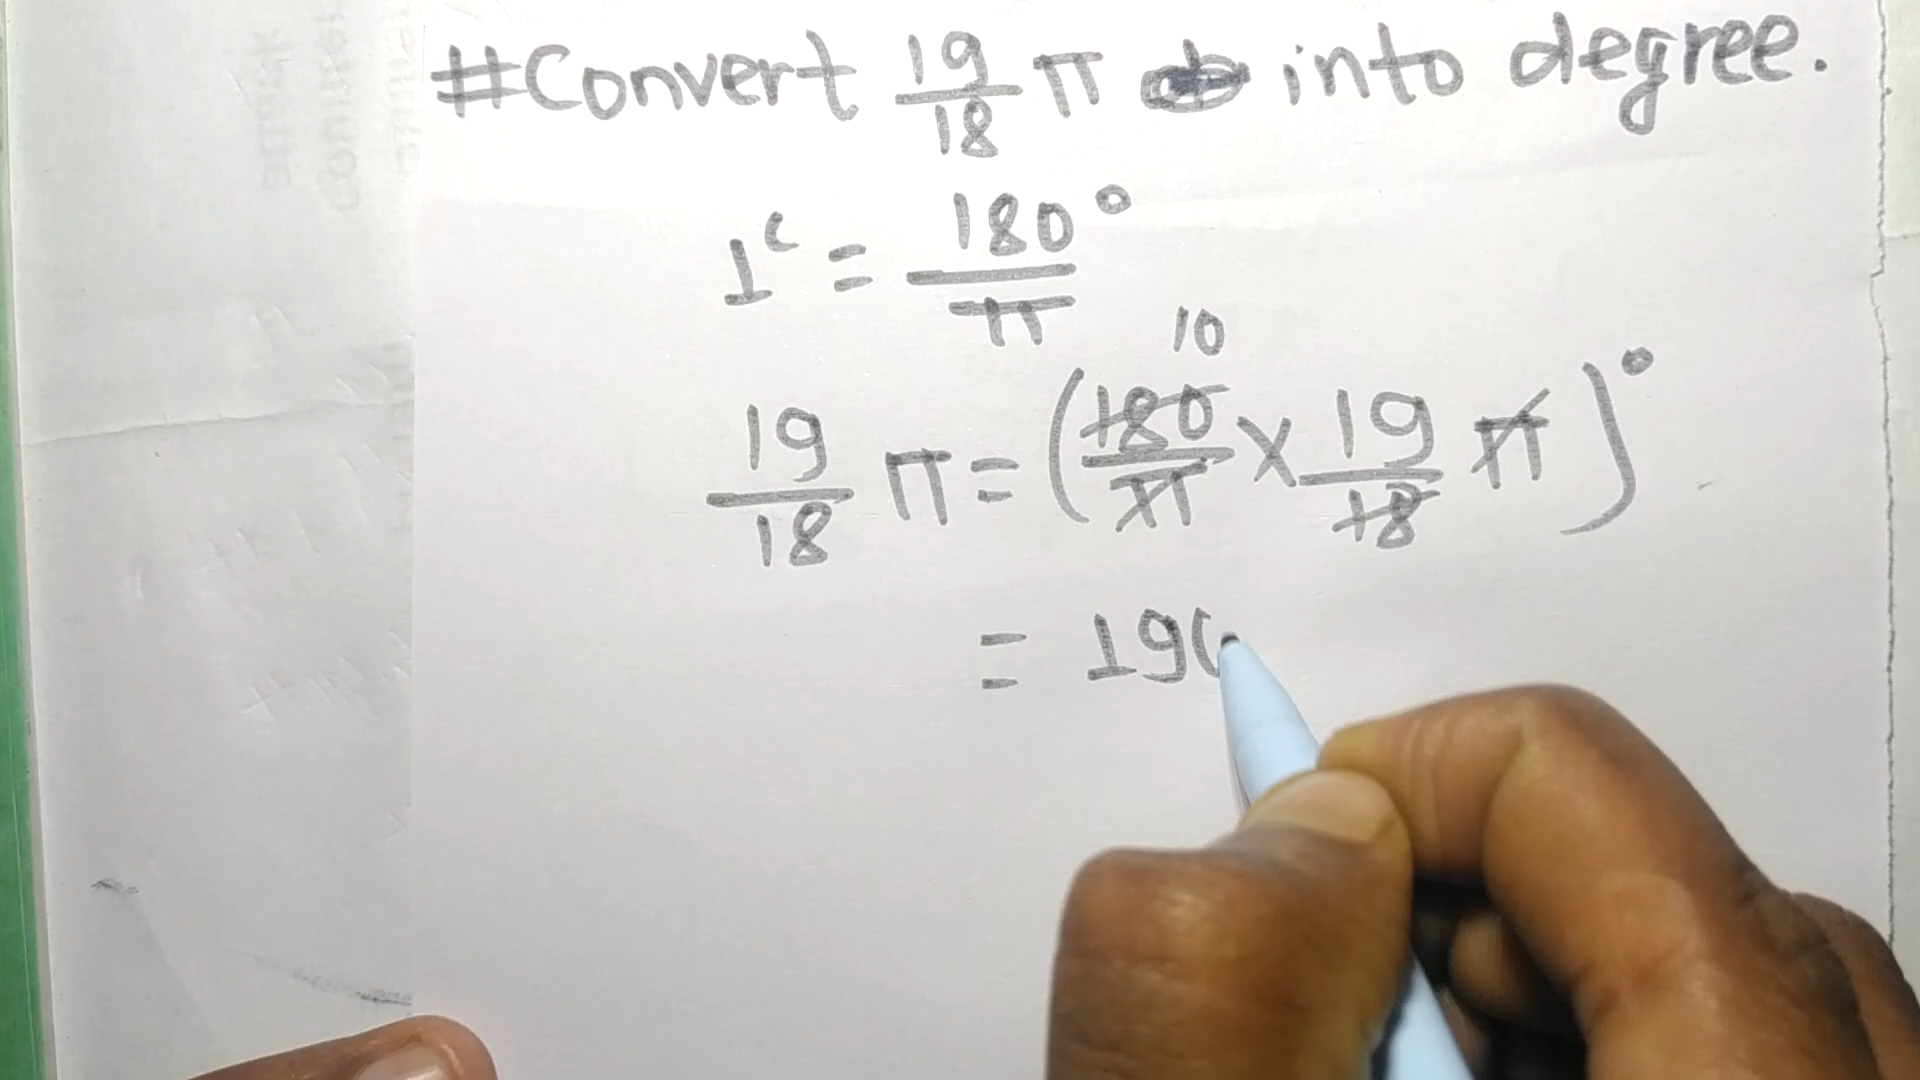 #Convert 19/18 π into degree.
1ᶜ = 180°/π
10
19/18 π = (180/π × 19/18 π)°
= 190